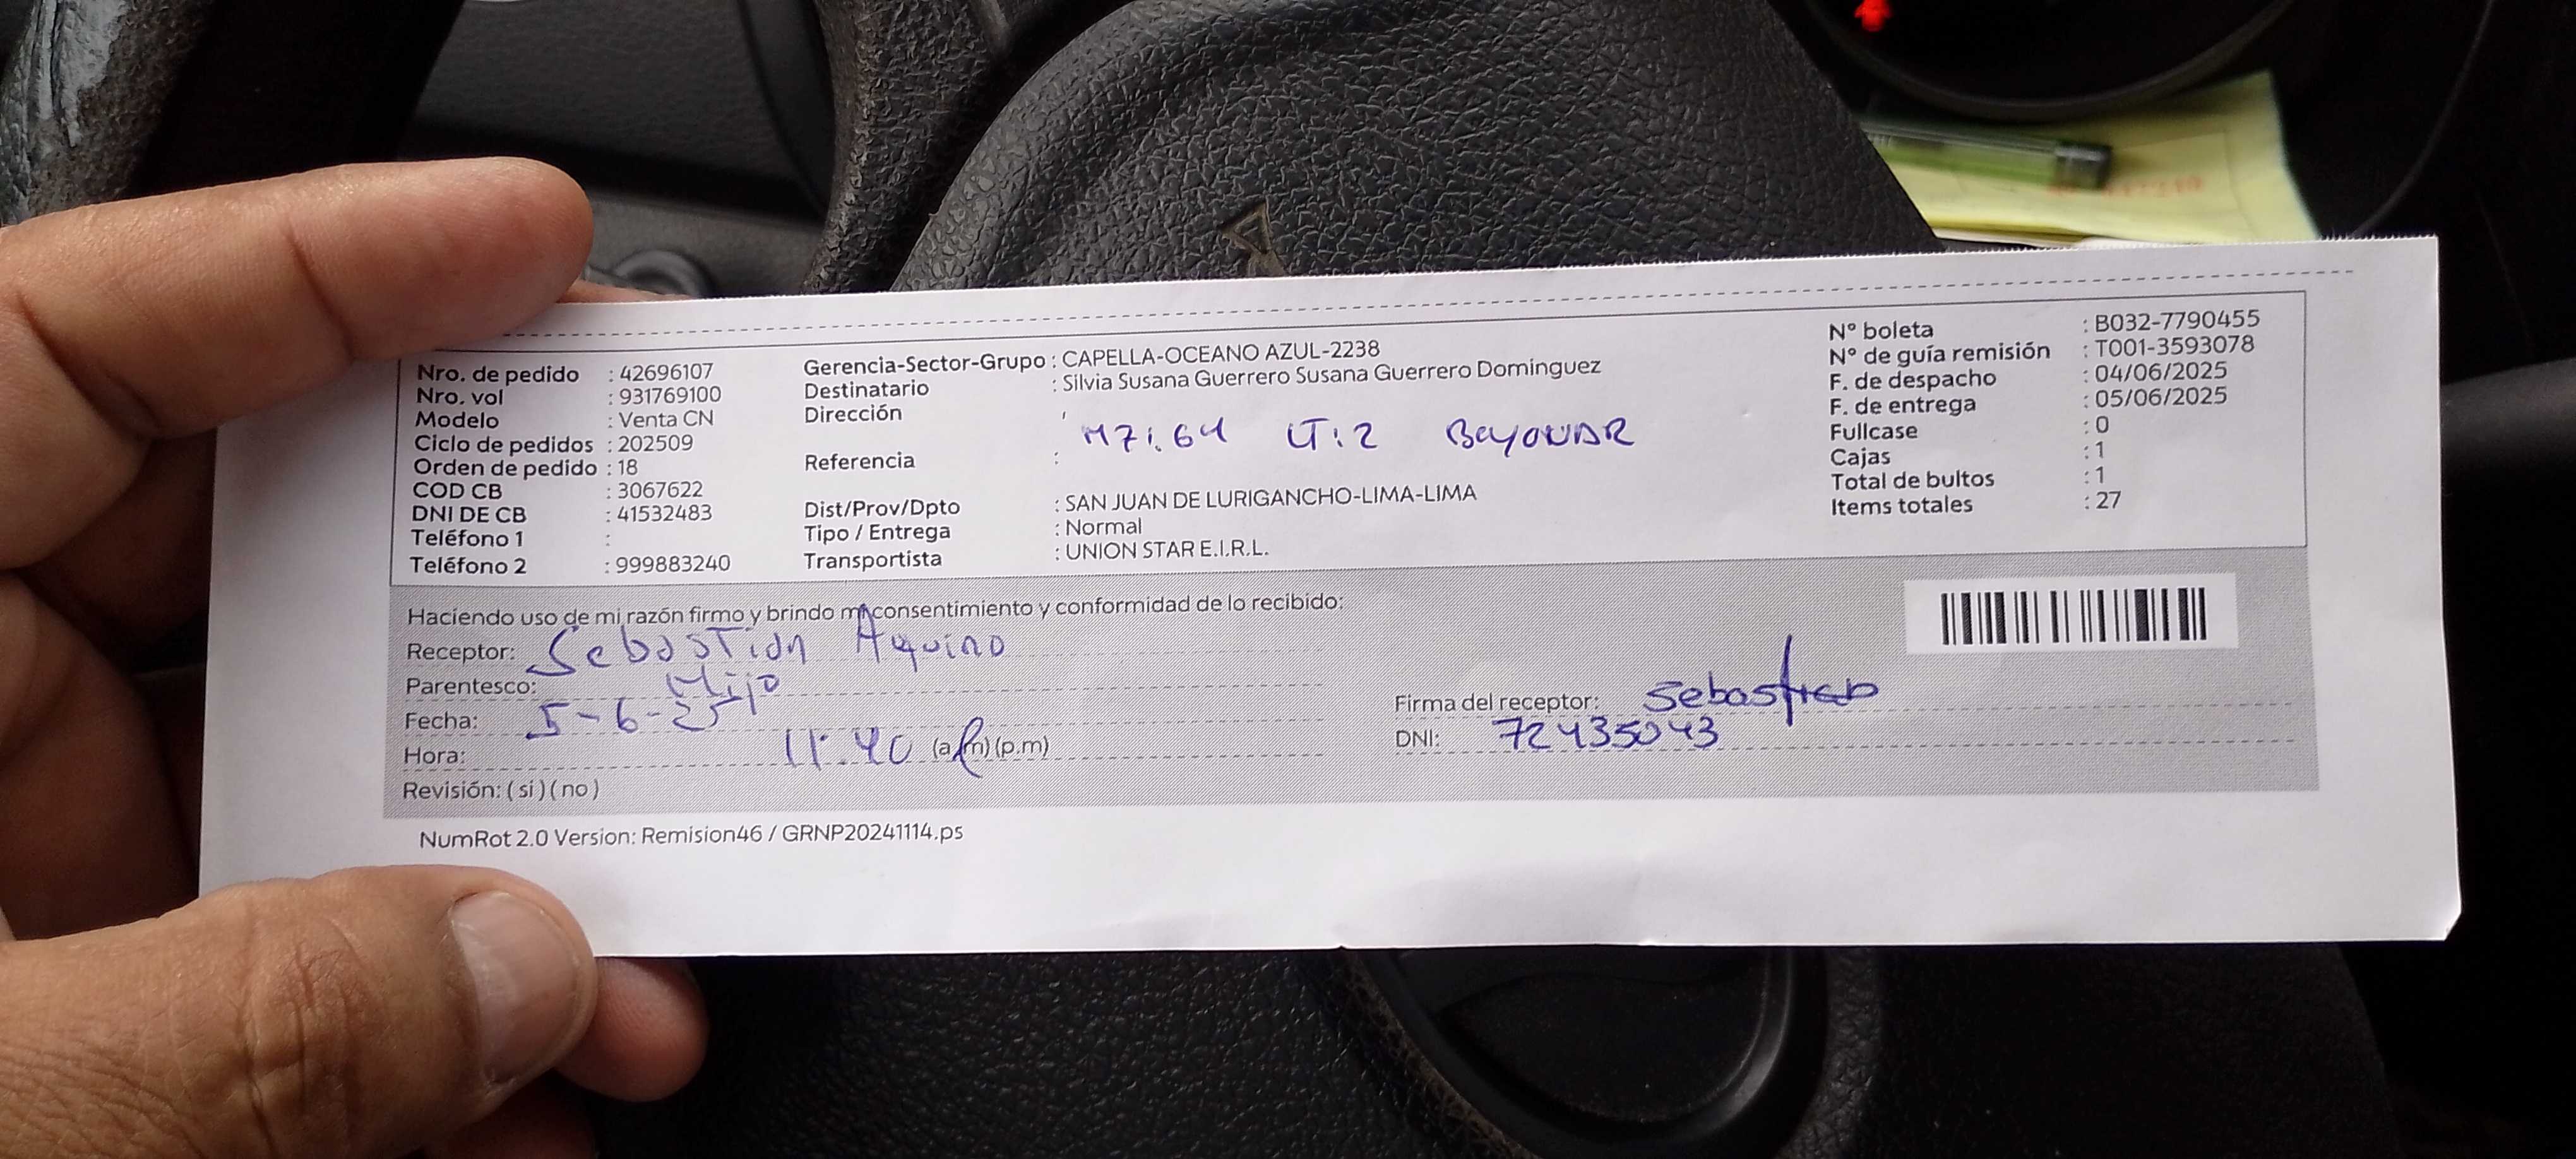 Nro. de pedido : 42696107
Nro. vol : 931769100
Modelo : Venta CN
Ciclo de pedidos : 202509
Orden de pedido : 18
COD CB : 3067622
DNI DE CB : 41532483
Teléfono 1 :
Teléfono 2 : 999883240
Gerencia-Sector-Grupo : CAPELLA-OCEANO AZUL-2238
Destinatario : Silvia Susana Guerrero Susana Guerrero Dominguez
Dirección
MZ:64 LT:2 BayOVAR
Referencia :
Dist/Prov/Dpto : SAN JUAN DE LURIGANCHO-LIMA-LIMA
Tipo / Entrega : Normal
Transportista : UNION STAR E.I.R.L.
N° boleta : B032-7790455
N° de guía remisión : T001-3593078
F. de despacho : 04/06/2025
F. de entrega : 05/06/2025
Fullcase : 0
Cajas : 1
Total de bultos : 1
Items totales : 27
Haciendo uso de mi razón firmo y brindo mi consentimiento y conformidad de lo recibido:
Receptor: Sebastian Aquino
Parentesco: Hijo
Fecha: 5-6-25
Hora: 11:40 (a.m) (p.m)
Revisión: ( si ) ( no )
Firma del receptor: Sebastian
DNI: 72435043
NumRot 2.0 Version: Remision46 / GRNP20241114.ps